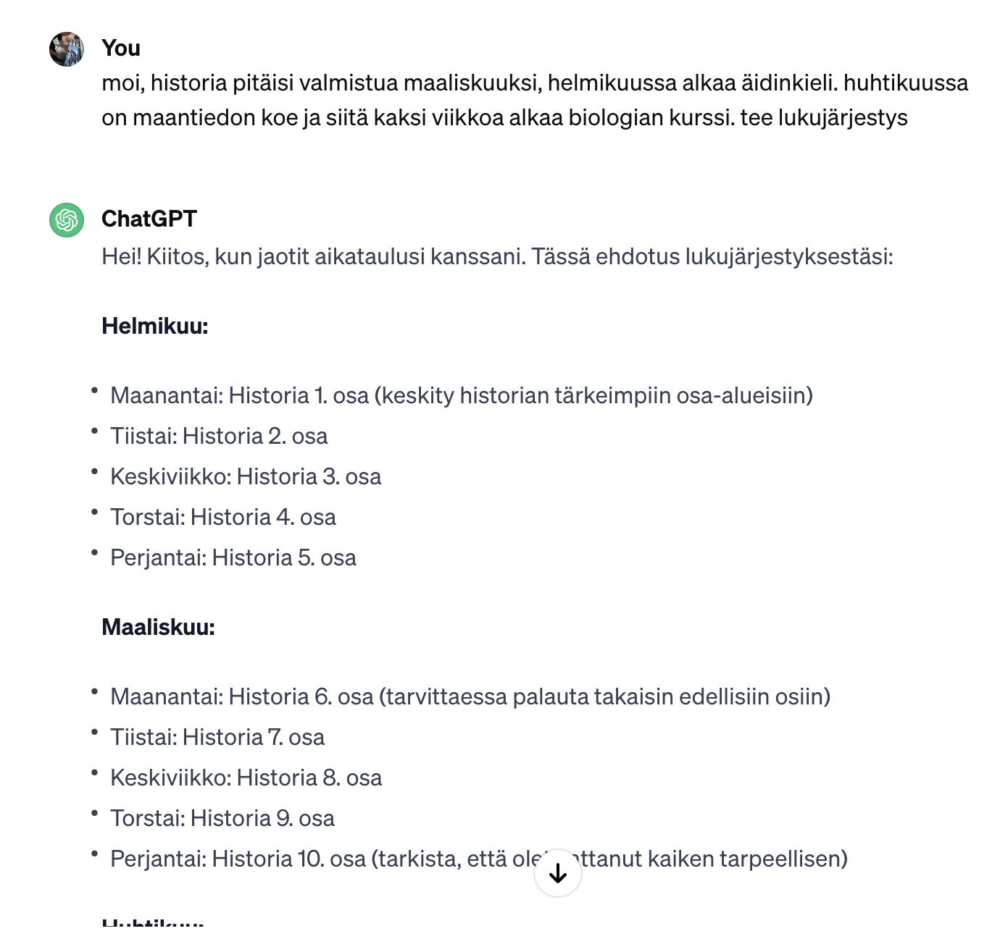 You
moi, historia pitäisi valmistua maaliskuuksi, helmikuussa alkaa äidinkieli. huhtikuussa
on maantiedon koe ja siitä kaksi viikkoa alkaa biologian kurssi. tee lukujärjestys
ChatGPT
Hei! Kiitos, kun jaotit aikataulusi kanssani. Tässä ehdotus lukujärjestyksestäsi:
Helmikuu:
• Maanantai: Historia 1. osa (keskity historian tärkeimpiin osa-alueisiin)
• Tiistai: Historia 2. osa
• Keskiviikko: Historia 3. osa
• Torstai: Historia 4. osa
• Perjantai: Historia 5. osa
Maaliskuu:
• Maanantai: Historia 6. osa (tarvittaessa palauta takaisin edellisiin osiin)
• Tiistai: Historia 7. osa
• Keskiviikko: Historia 8. osa
• Torstai: Historia 9. osa
• Perjantai: Historia 10. osa (tarkista, että kaiken tarpeellisen)
Huhtikuu: